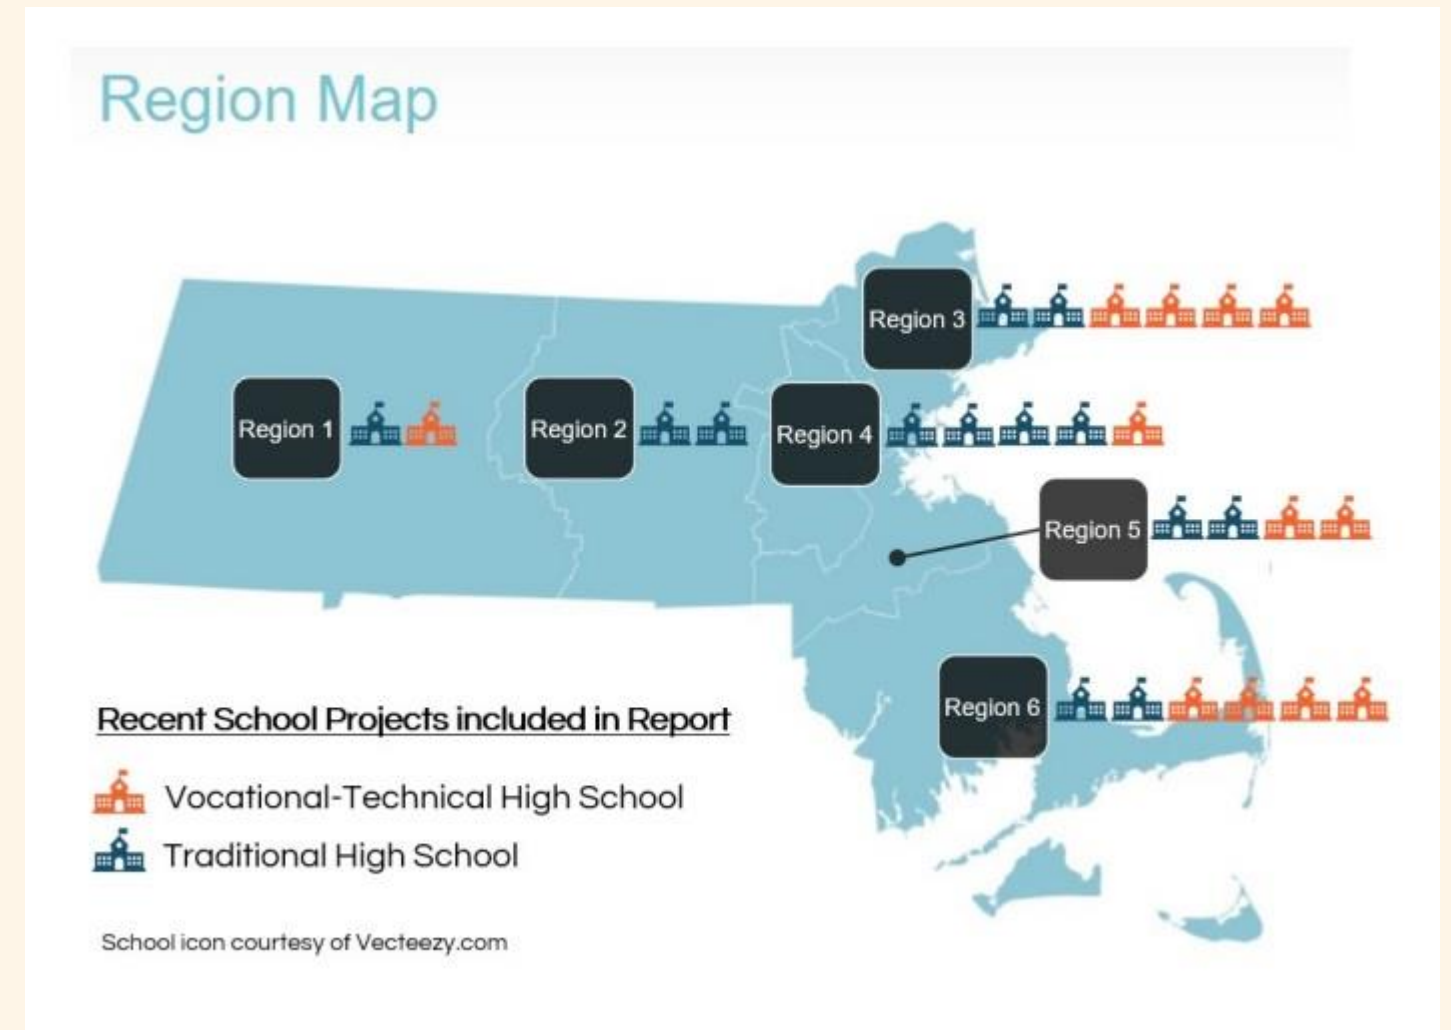 Region Map
Region 3
Region 1
Region 2
Region 4
Region 5
Region 6
Recent School Projects included in Report
Vocational-Technical High School
Traditional High School
School icon courtesy of Vecteezy.com